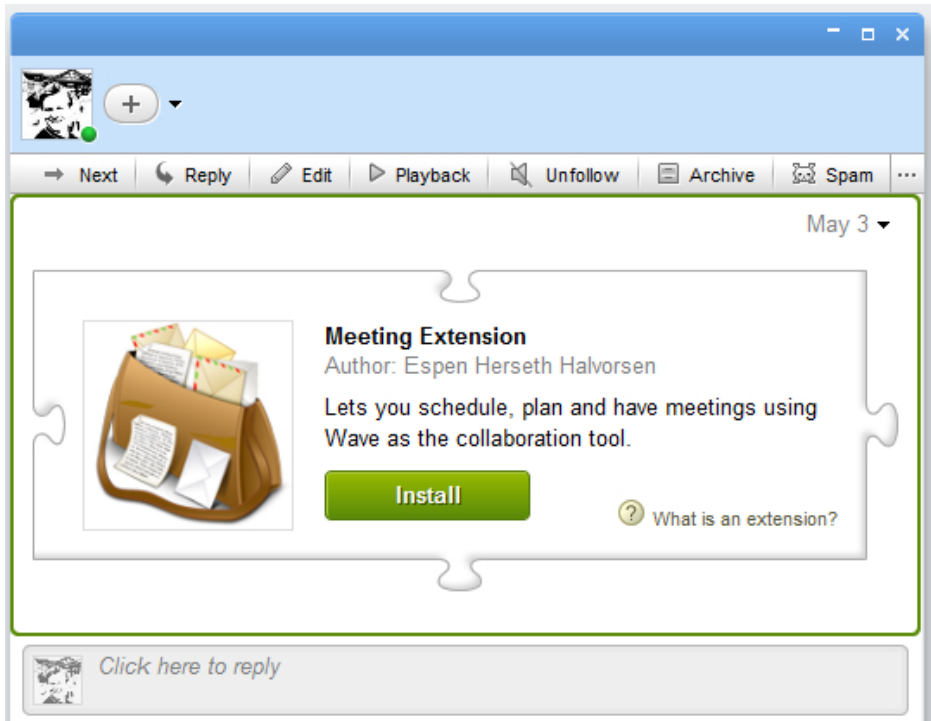 Next Reply Edit Playback Unfollow Archive Spam ...
May 3
Meeting Extension
Author: Espen Herseth Halvorsen
Lets you schedule, plan and have meetings using
Wave as the collaboration tool.
Install
? What is an extension?
Click here to reply